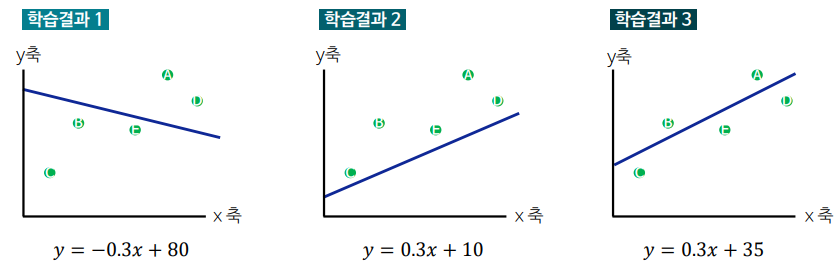 학습결과 1
y축
A
D
B
E
C
x 축
y = −0.3x + 80
학습결과 2
y축
A
D
B
E
C
x 축
y = 0.3x + 10
학습결과 3
y축
A
D
B
E
C
x 축
y = 0.3x + 35